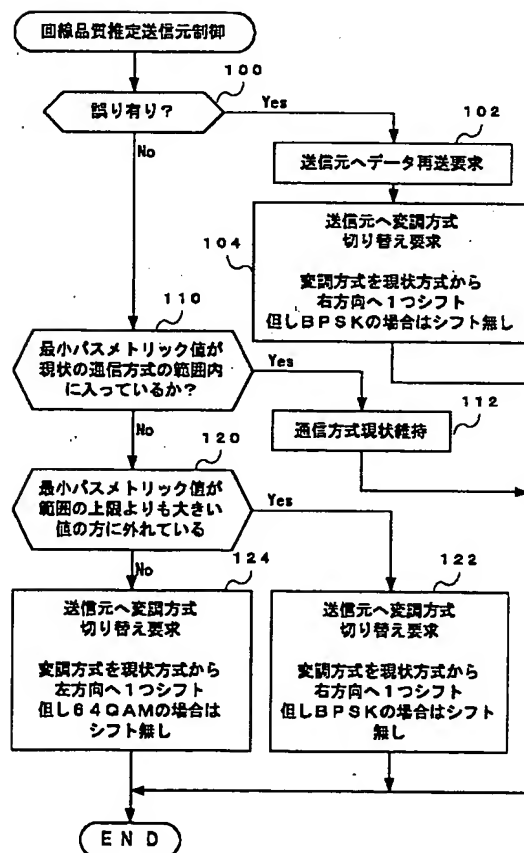 回線品質推定送信元制御
100
誤り有り?
Yes
No
102
送信元へデータ再送要求
104
送信元へ変調方式
切り替え要求
変調方式を現状方式から
右方向へ1つシフト
但しBPSKの場合はシフト無し
110
最小パスメトリック値が
現状の通信方式の範囲内
に入っているか?
Yes
No
112
通信方式現状維持
120
最小パスメトリック値が
範囲の上限よりも大きい
値の方に外れている
Yes
No
124
送信元へ変調方式
切り替え要求
変調方式を現状方式から
左方向へ1つシフト
但し64QAMの場合は
シフト無し
122
送信元へ変調方式
切り替え要求
変調方式を現状方式から
右方向へ1つシフト
但しBPSKの場合はシフト
無し
END